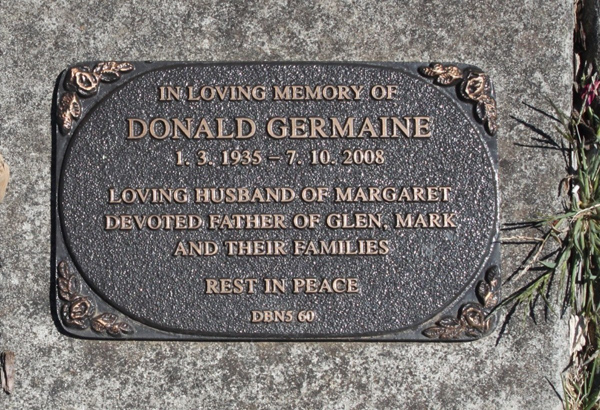 IN LOVING MEMORY OF
DONALD GERMAINE
1. 3. 1935 – 7. 10. 2008
LOVING HUSBAND OF MARGARET
DEVOTED FATHER OF GLEN, MARK
AND THEIR FAMILIES
REST IN PEACE
DBN5 60